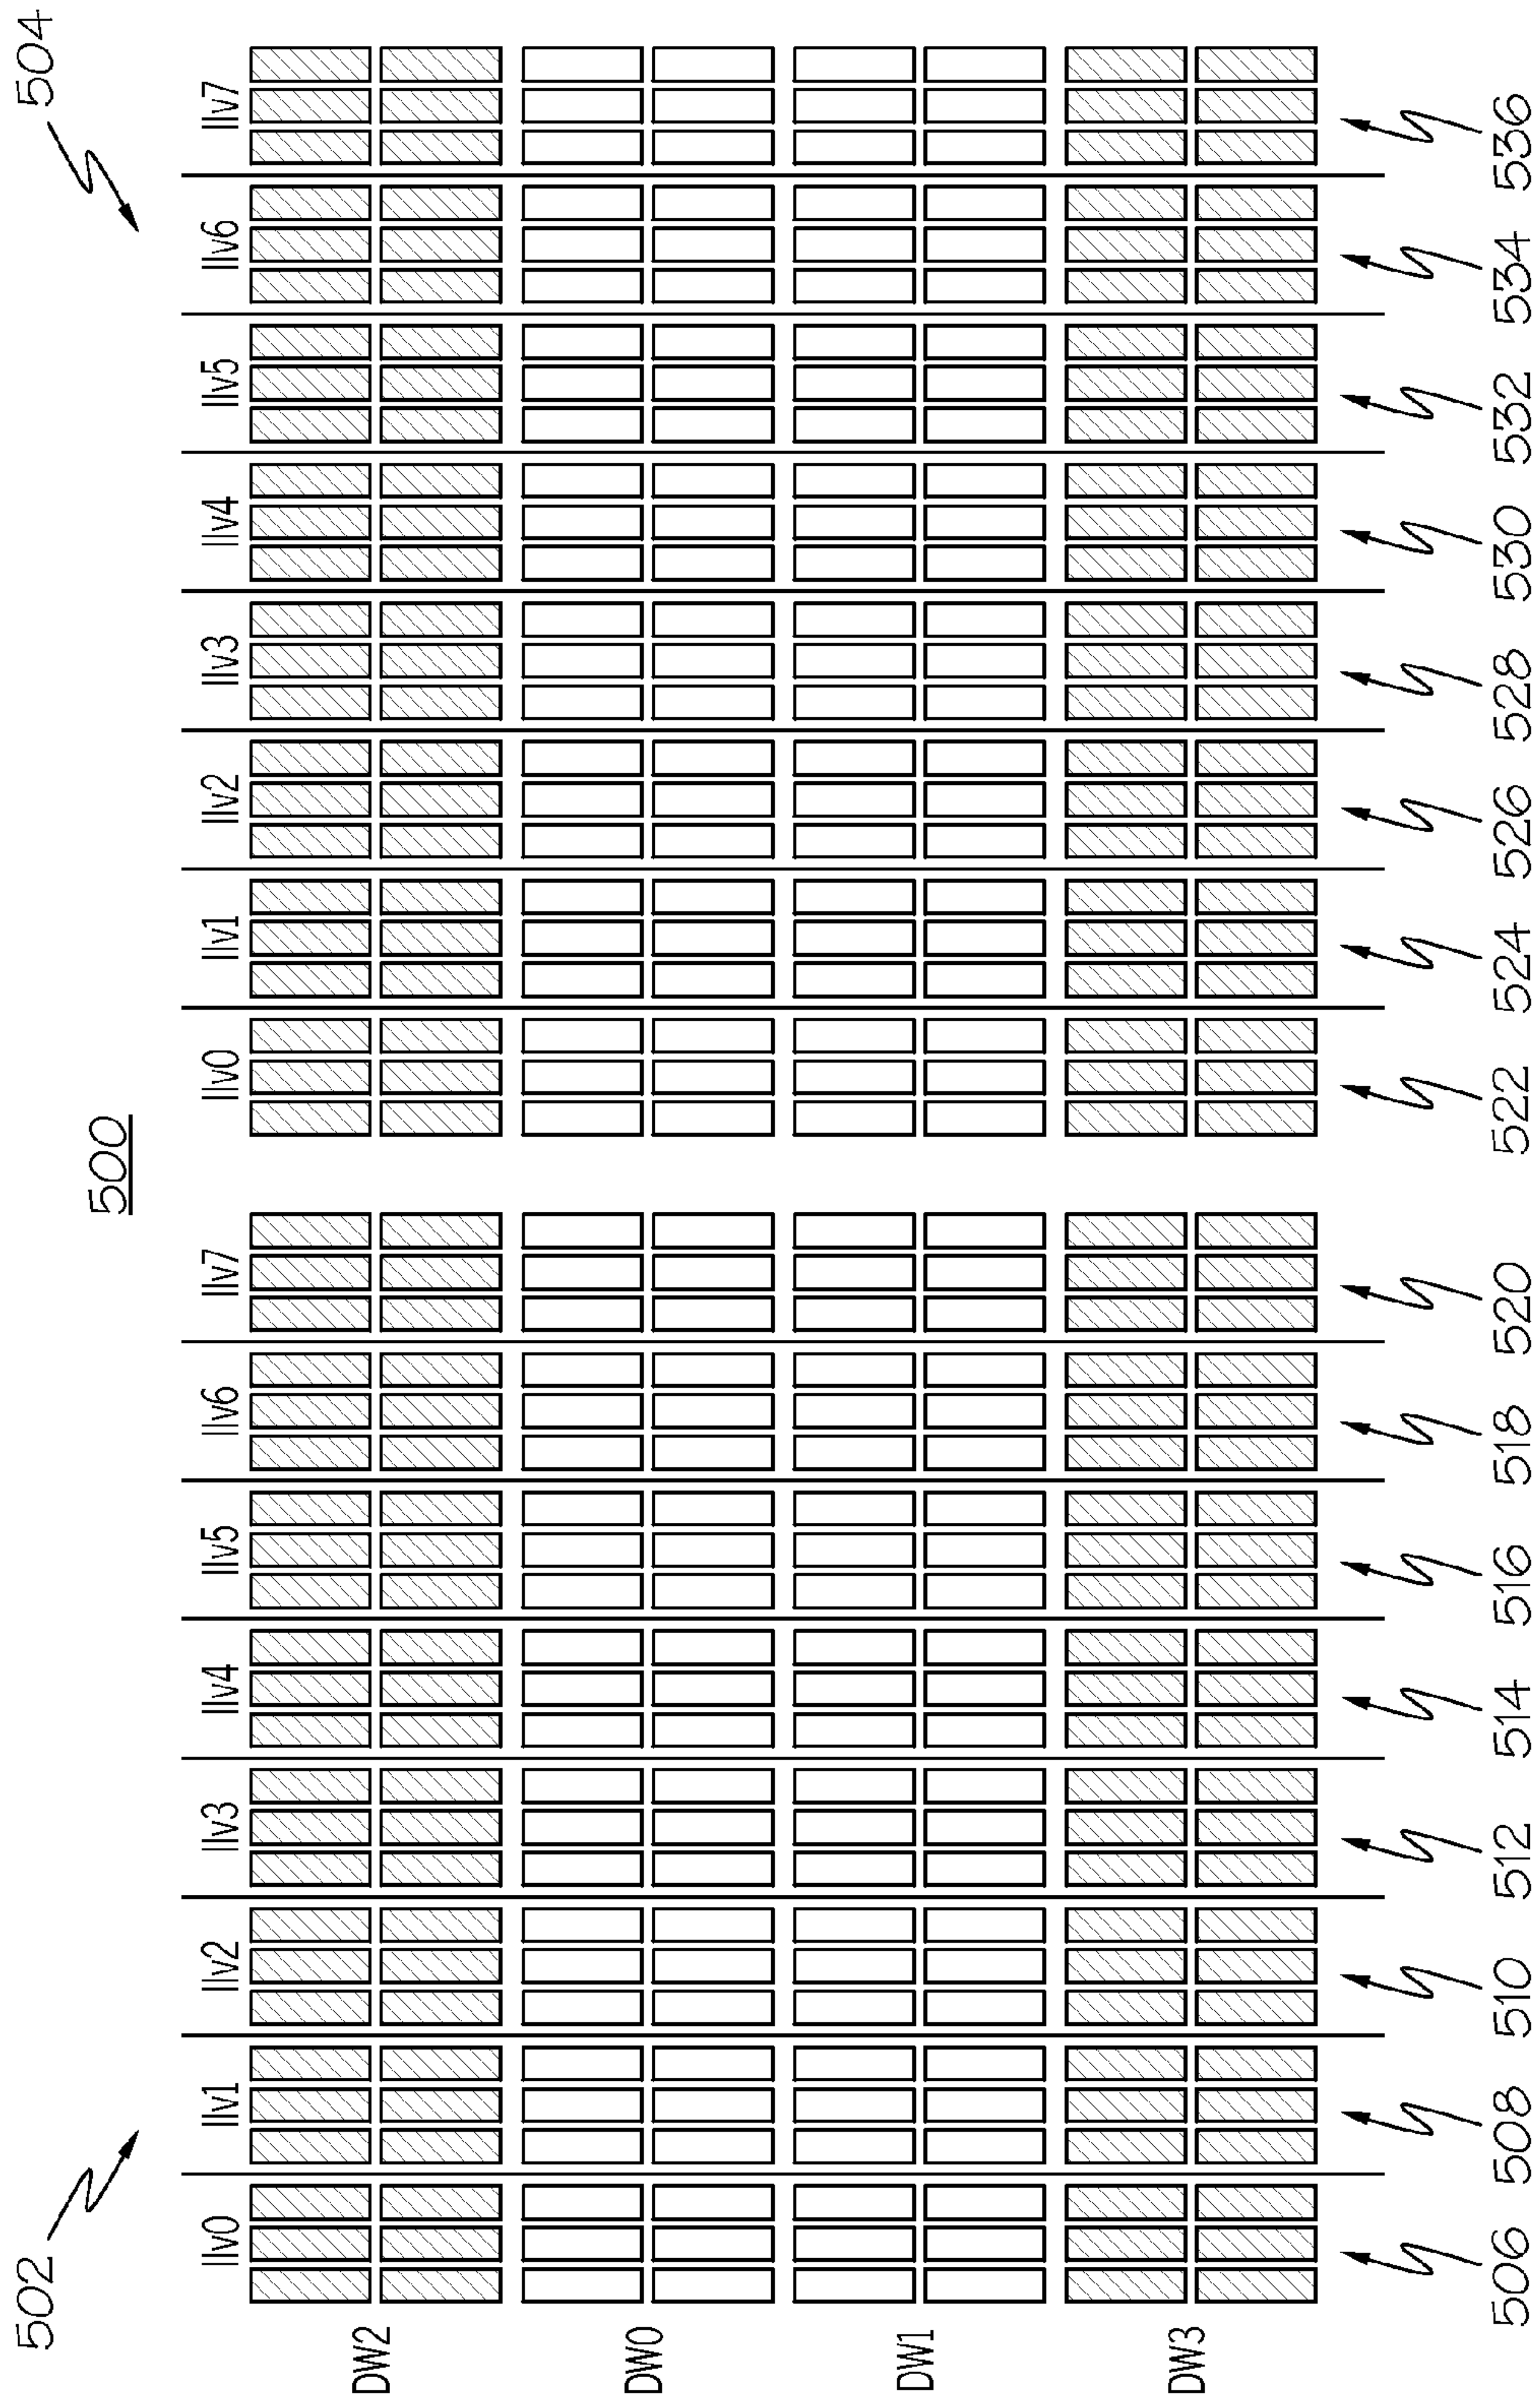 500
502
504
IIv0 IIv1 IIv2 IIv3 IIv4 IIv5 IIv6 IIv7 IIv0 IIv1 IIv2 IIv3 IIv4 IIv5 IIv6 IIv7
DW2
DW0
DW1
DW3
506 508 510 512 514 516 518 520 522 524 526 528 530 532 534 536